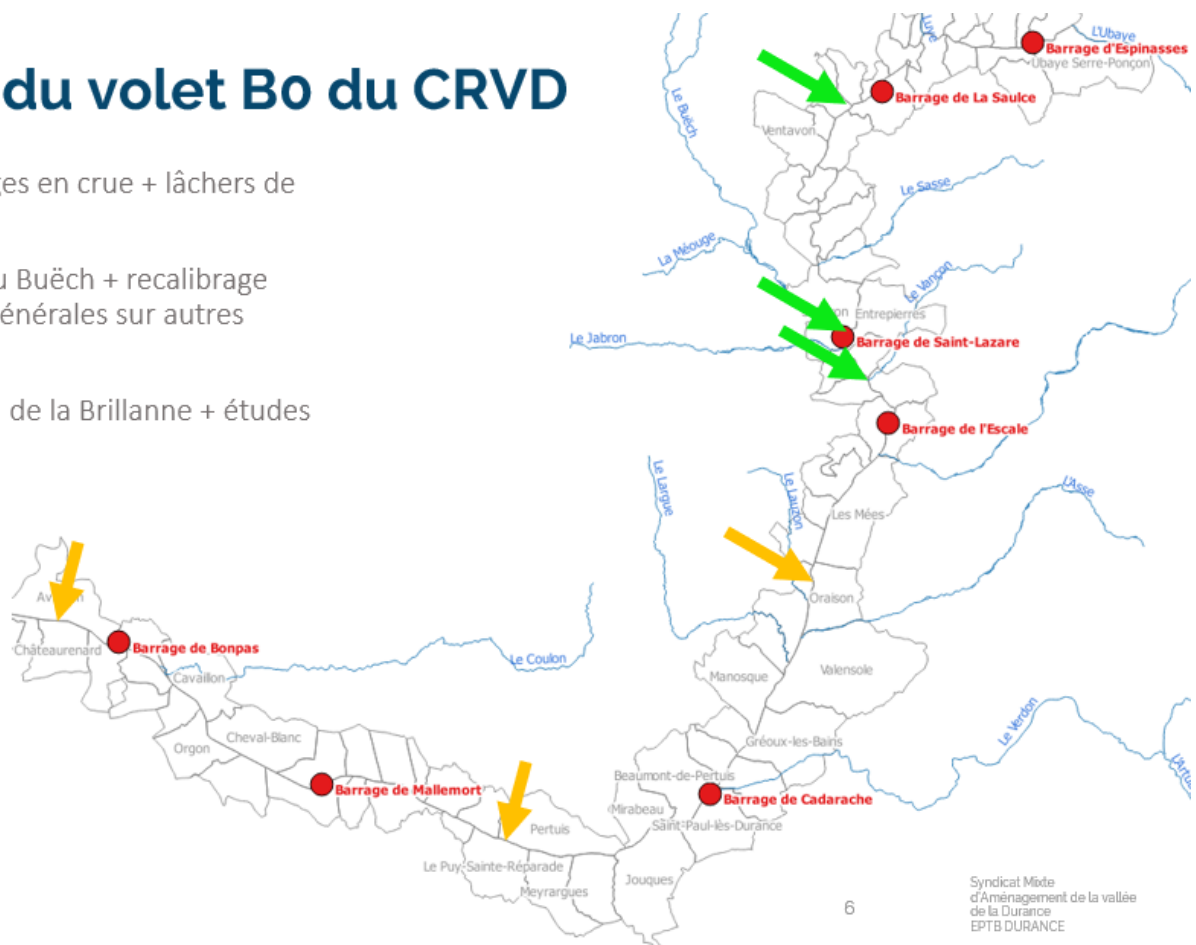 du volet B0 du CRVD
ges en crue + lâchers de
u Buëch + recalibrage
énérales sur autres
de la Brillanne + études
Luye
L'Ubaye
Barrage d'Espinasses
Ubaye Serre-Ponçon
Le Buëch
Barrage de La Saulce
Ventavon
Le Sasse
La Méouge
Le Vançon
Entrepierres
Le Jabron
Barrage de Saint-Lazare
Barrage de l'Escale
Le Largue
Le Lauzon
L'Asse
Les Mées
Oraison
Châteaurenard
Barrage de Bonpas
Le Coulon
Cavaillon
Manosque
Valensole
Orgon
Cheval-Blanc
Gréoux-les-Bains
Le Verdon
Barrage de Mallemort
Beaumont-de-Pertuis
Barrage de Cadarache
Mirabeau
Saint-Paul-lès-Durance
Pertuis
Le Puy-Sainte-Réparade
Meyrargues
Jouques
6
Syndicat Mixte
d'Aménagement de la vallée
de la Durance
EPTB DURANCE